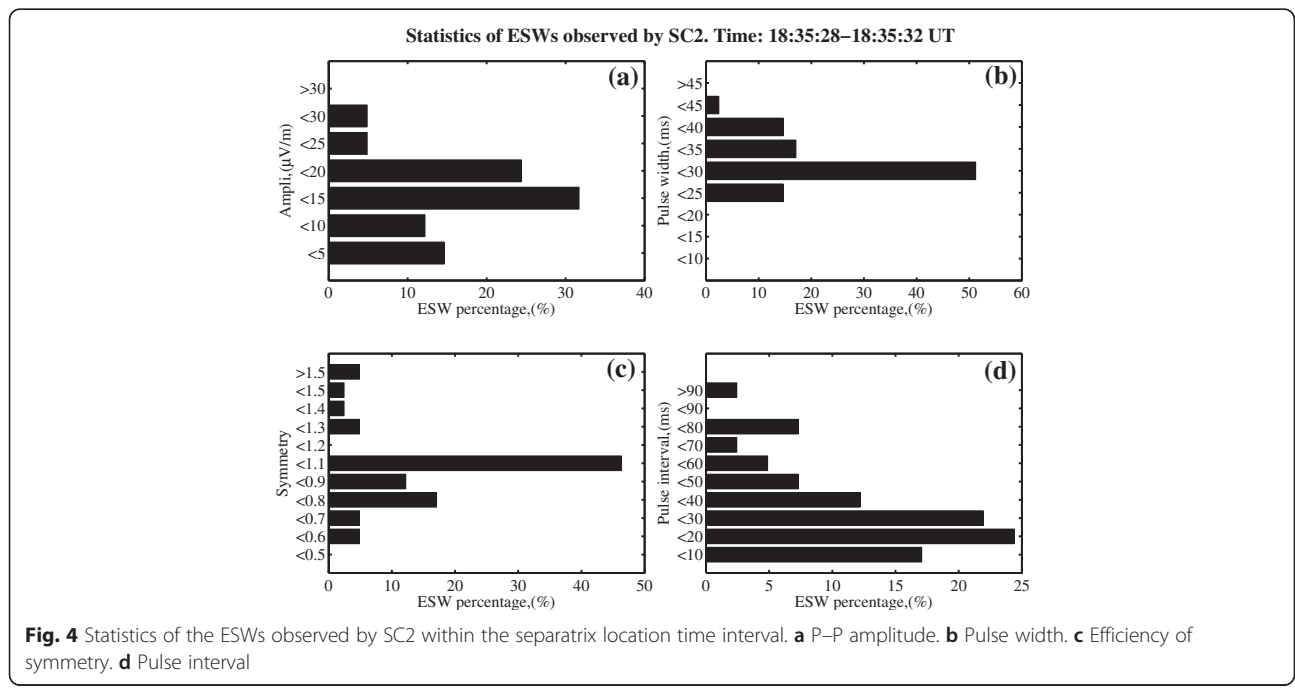 Statistics of ESWs observed by SC2. Time: 18:35:28–18:35:32 UT
(a)
Ampli,(μV/m)
>30
<30
<25
<20
<15
<10
<5
0 10 20 30 40
ESW percentage,(%)
(b)
Pulse width,(ms)
>45
<45
<40
<35
<30
<25
<20
<15
<10
0 10 20 30 40 50 60
ESW percentage,(%)
(c)
Symmetry
>1.5
<1.5
<1.4
<1.3
<1.2
<1.1
<0.9
<0.8
<0.7
<0.6
<0.5
0 10 20 30 40 50
ESW percentage,(%)
(d)
Pulse interval,(ms)
>90
<90
<80
<70
<60
<50
<40
<30
<20
<10
0 5 10 15 20 25
ESW percentage,(%)
Fig. 4 Statistics of the ESWs observed by SC2 within the separatrix location time interval. a P–P amplitude. b Pulse width. c Efficiency of
symmetry. d Pulse interval